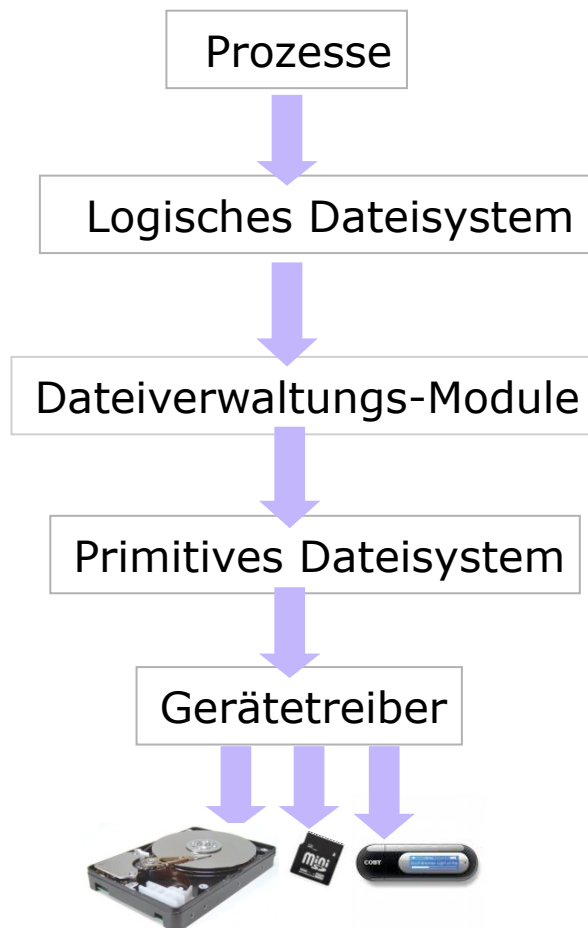 Prozesse
Logisches Dateisystem
Dateiverwaltungs-Module
Primitives Dateisystem
Gerätetreiber
mini
COBY